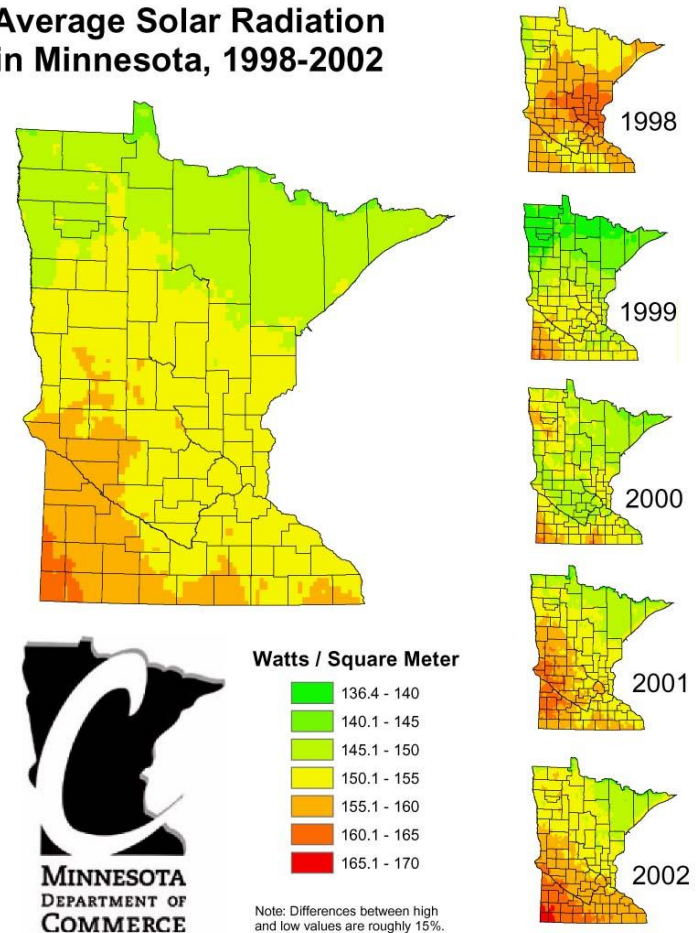 Average Solar Radiation
in Minnesota, 1998-2002
1998
1999
2000
2001
2002
Watts / Square Meter
136.4 - 140
140.1 - 145
145.1 - 150
150.1 - 155
155.1 - 160
160.1 - 165
165.1 - 170
Note: Differences between high
and low values are roughly 15%.
C
MINNESOTA
DEPARTMENT OF
COMMERCE